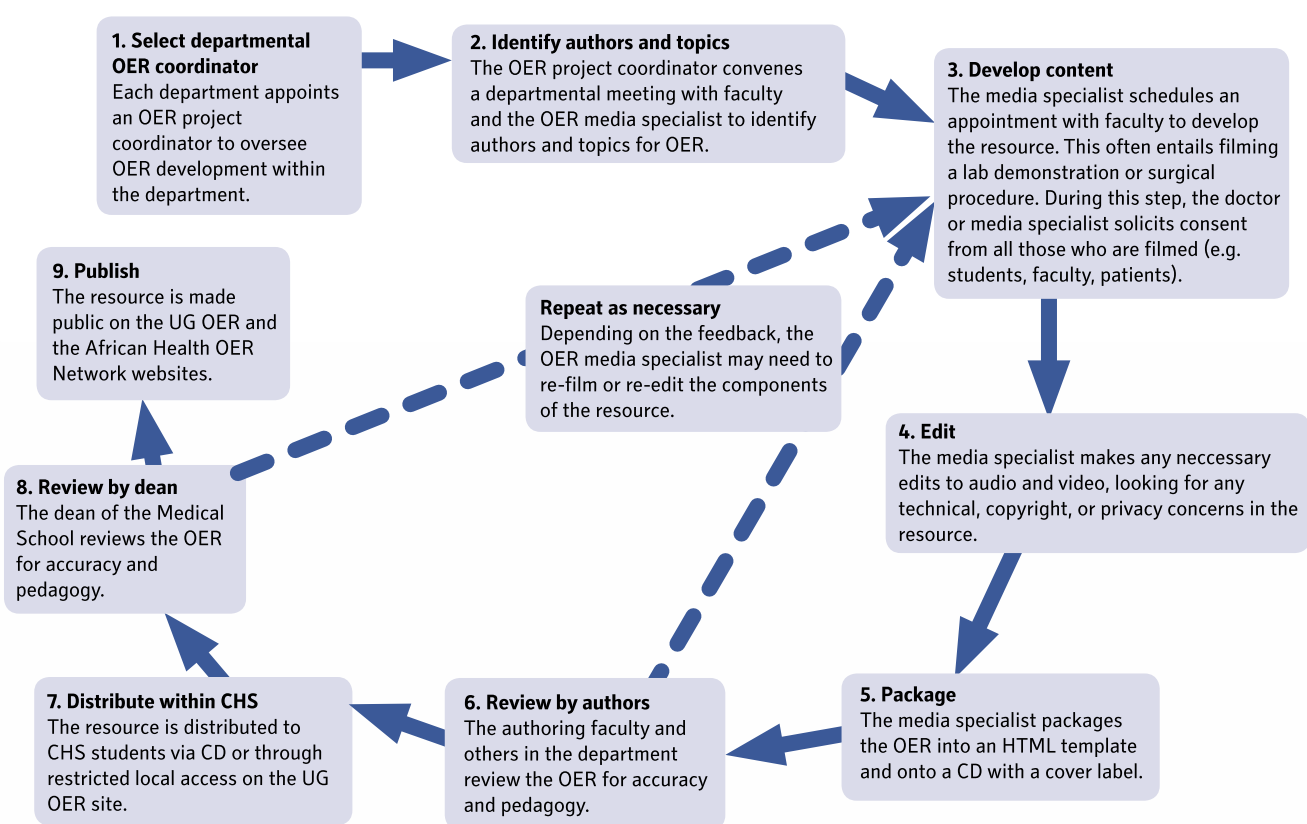 1. Select departmental
OER coordinator
Each department appoints
an OER project
coordinator to oversee
OER development within
the department.
2. Identify authors and topics
The OER project coordinator convenes
a departmental meeting with faculty
and the OER media specialist to identify
authors and topics for OER.
3. Develop content
The media specialist schedules an
appointment with faculty to develop
the resource. This often entails filming
a lab demonstration or surgical
procedure. During this step, the doctor
or media specialist solicits consent
from all those who are filmed (e.g.
students, faculty, patients).
Repeat as necessary
Depending on the feedback, the
OER media specialist may need to
re-film or re-edit the components
of the resource.
4. Edit
The media specialist makes any neccessary
edits to audio and video, looking for any
technical, copyright, or privacy concerns in the
resource.
5. Package
The media specialist packages
the OER into an HTML template
and onto a CD with a cover label.
6. Review by authors
The authoring faculty and
others in the department
review the OER for accuracy
and pedagogy.
7. Distribute within CHS
The resource is distributed to
CHS students via CD or through
restricted local access on the UG
OER site.
8. Review by dean
The dean of the Medical
School reviews the OER
for accuracy and
pedagogy.
9. Publish
The resource is made
public on the UG OER and
the African Health OER
Network websites.